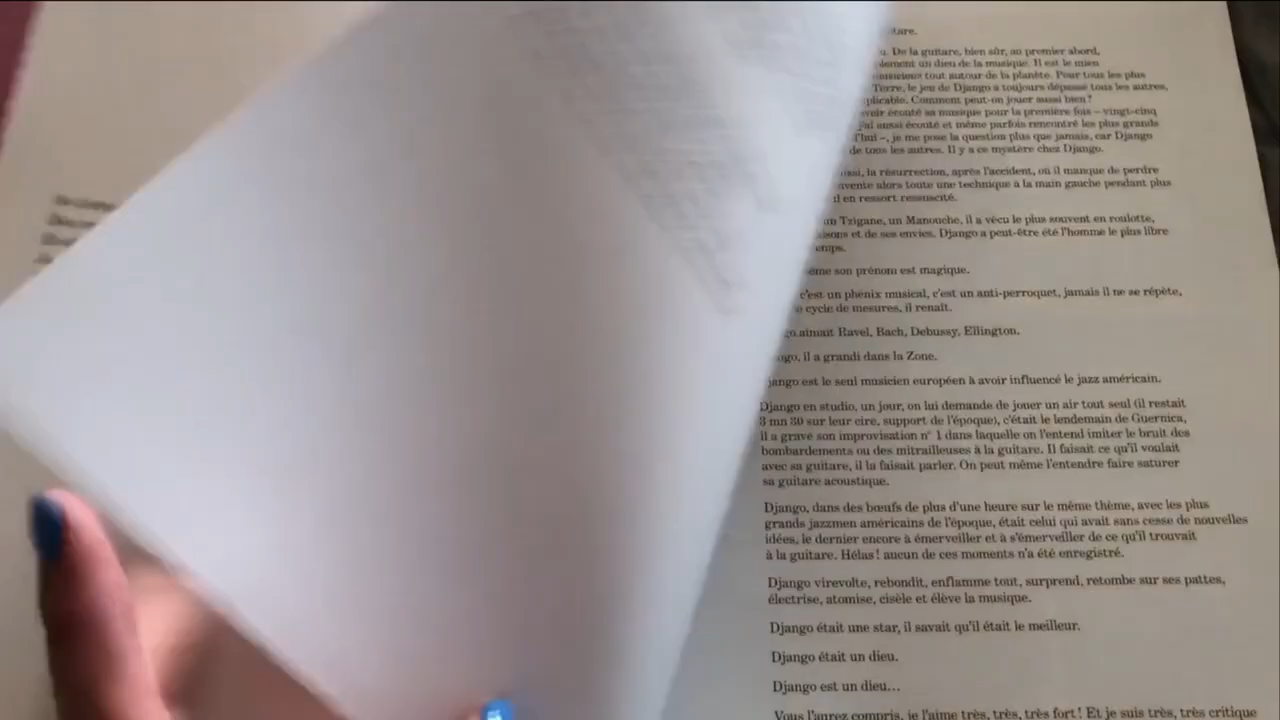 De la guitare, bien sûr, au premier abord,
un dieu de la musique. Il est le mien
tout autour de la planète. Pour tous les plus
Terre, le jeu de Django a toujours dépassé tous les autres,
Comment peut-on jouer aussi bien ?
écouté sa musique pour la première fois – vingt-cinq
j'ai aussi écouté et même parfois rencontré les plus grands
–, je me pose la question plus que jamais, car Django
de tous les autres. Il y a ce mystère chez Django.
la résurrection, après l'accident, où il manque de perdre
alors toute une technique à la main gauche pendant plus
il en ressort ressuscité.
un Tzigane, un Manouche, il a vécu le plus souvent en roulotte,
et de ses envies. Django a peut-être été l'homme le plus libre
son prénom est magique.
c'est un phénix musical, c'est un anti-perroquet, jamais il ne se répète,
cycle de mesures, il renaît.
aimait Ravel, Bach, Debussy, Ellington.
il a grandi dans la Zone.
Django est le seul musicien européen à avoir influencé le jazz américain.
Django en studio, un jour, on lui demande de jouer un air tout seul (il restait
3 mn 30 sur leur cire, support de l'époque), c'était le lendemain de Guernica,
il a gravé son improvisation n° 1 dans laquelle on l'entend imiter le bruit des
bombardements ou des mitrailleuses à la guitare. Il faisait ce qu'il voulait
avec sa guitare, il la faisait parler. On peut même l'entendre faire saturer
sa guitare acoustique.
Django, dans des bœufs de plus d'une heure sur le même thème, avec les plus
grands jazzmen américains de l'époque, était celui qui avait sans cesse de nouvelles
idées, le dernier encore à émerveiller et à s'émerveiller de ce qu'il trouvait
à la guitare. Hélas ! aucun de ces moments n'a été enregistré.
Django virevolte, rebondit, enflamme tout, surprend, retombe sur ses pattes,
électrise, atomise, cisèle et élève la musique.
Django était une star, il savait qu'il était le meilleur.
Django était un dieu.
Django est un dieu...
Vous l'aurez compris, je l'aime très, très, très fort ! Et je suis très, très critique